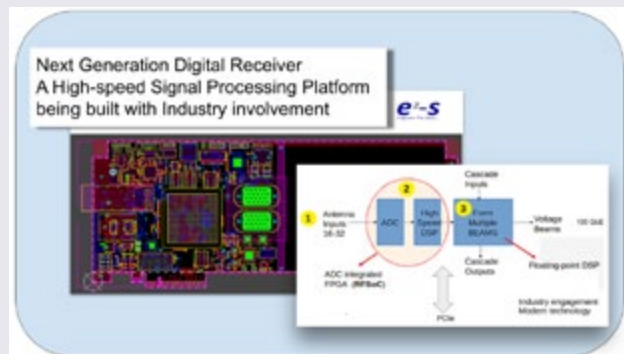 Next Generation Digital Receiver
A High-speed Signal Processing Platform
being built with Industry involvement
e²-s
Cascade
Inputs
1
2
3
Antenna
Inputs
16-32
ADC
High
Speed
DSP
Form
Multiple
BEAMS
Voltage
Beams
100 GbE
ADC integrated
FPGA (RFSoC)
Cascade
Outputs
Floating-point DSP
PCIe
Industry engagement
Modern technology